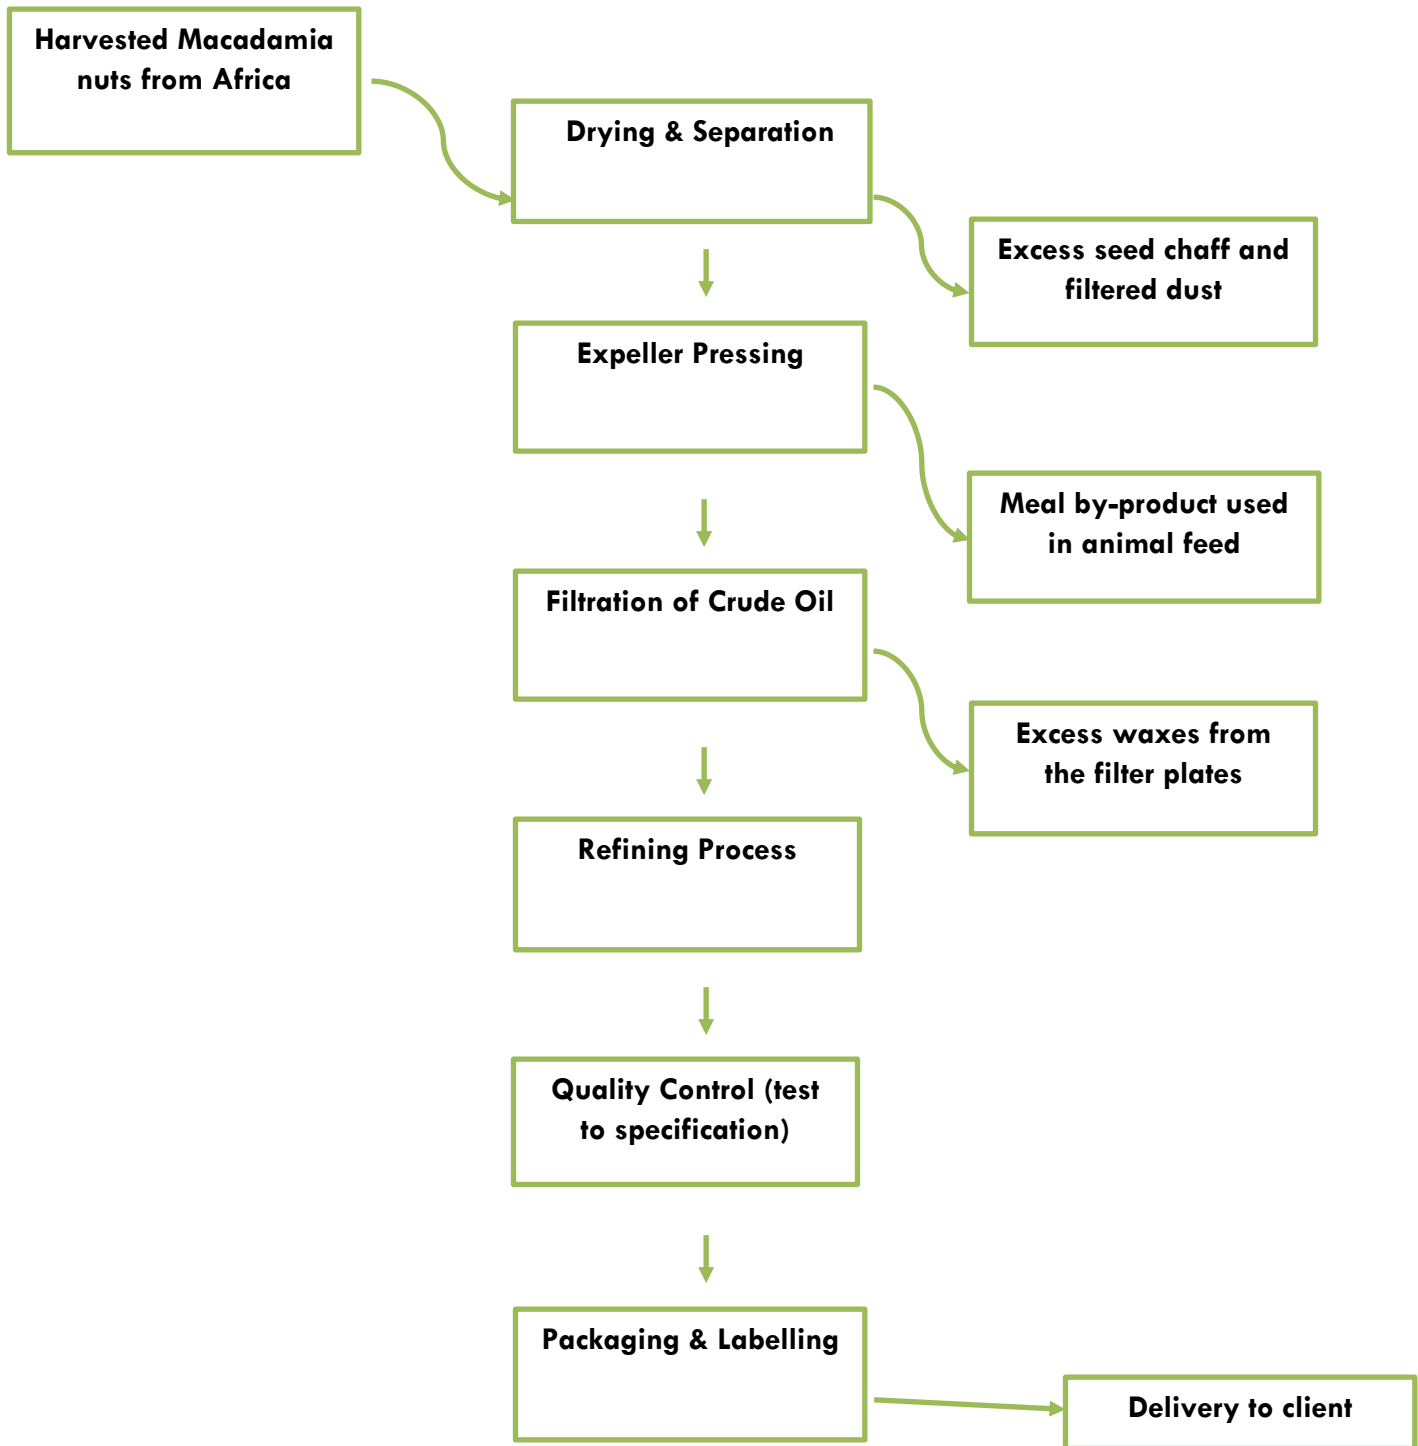 Harvested Macadamia
nuts from Africa
Drying & Separation
Excess seed chaff and
filtered dust
Expeller Pressing
Meal by-product used
in animal feed
Filtration of Crude Oil
Excess waxes from
the filter plates
Refining Process
Quality Control (test
to specification)
Packaging & Labelling
Delivery to client